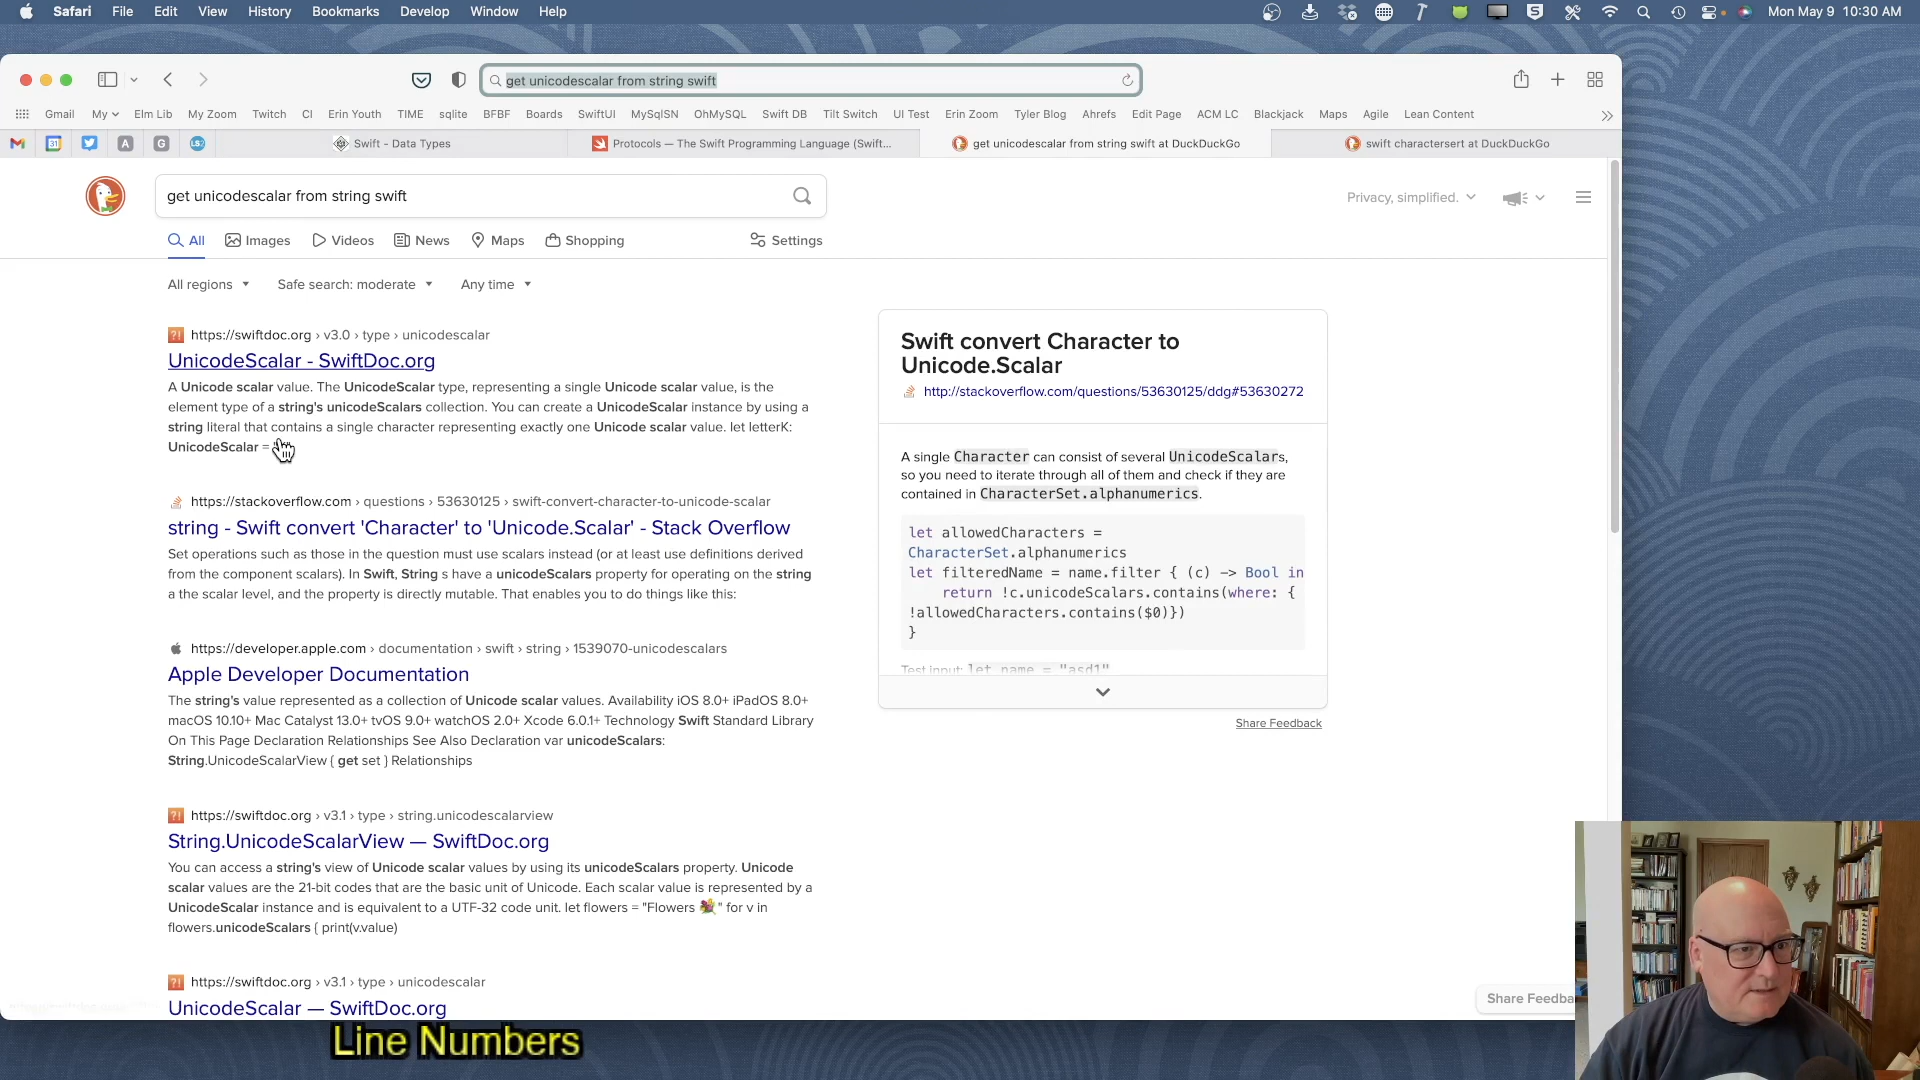 Safari File Edit View History Bookmarks Develop Window Help Mon May 9 10:30 AM
get unicodescalar from string swift
Gmail My Elm Lib My Zoom Twitch CI Erin Youth TIME sqlite BFBF Boards SwiftUI MySqlSN OhMySQL Swift DB Tilt Switch UI Test Erin Zoom Tyler Blog Ahrefs Edit Page ACM LC Blackjack Maps Agile Lean Content
Swift - Data Types Protocols — The Swift Programming Language (Swift... get unicodescalar from string swift at DuckDuckGo swift charactersert at DuckDuckGo
get unicodescalar from string swift
Privacy, simplified.
All Images Videos News Maps Shopping Settings
All regions Safe search: moderate Any time
https://swiftdoc.org › v3.0 › type › unicodescalar
UnicodeScalar - SwiftDoc.org
A Unicode scalar value. The UnicodeScalar type, representing a single Unicode scalar value, is the
element type of a string's unicodeScalars collection. You can create a UnicodeScalar instance by using a
string literal that contains a single character representing exactly one Unicode scalar value. let letterK:
UnicodeScalar =
https://stackoverflow.com › questions › 53630125 › swift-convert-character-to-unicode-scalar
string - Swift convert 'Character' to 'Unicode.Scalar' - Stack Overflow
Set operations such as those in the question must use scalars instead (or at least use definitions derived
from the component scalars). In Swift, String s have a unicodeScalars property for operating on the string
a the scalar level, and the property is directly mutable. That enables you to do things like this:
https://developer.apple.com › documentation › swift › string › 1539070-unicodescalars
Apple Developer Documentation
The string's value represented as a collection of Unicode scalar values. Availability iOS 8.0+ iPadOS 8.0+
macOS 10.10+ Mac Catalyst 13.0+ tvOS 9.0+ watchOS 2.0+ Xcode 6.0.1+ Technology Swift Standard Library
On This Page Declaration Relationships See Also Declaration var unicodeScalars:
String.UnicodeScalarView { get set } Relationships
https://swiftdoc.org › v3.1 › type › string.unicodescalarview
String.UnicodeScalarView — SwiftDoc.org
You can access a string's view of Unicode scalar values by using its unicodeScalars property. Unicode
scalar values are the 21-bit codes that are the basic unit of Unicode. Each scalar value is represented by a
UnicodeScalar instance and is equivalent to a UTF-32 code unit. let flowers = "Flowers 💐" for v in
flowers.unicodeScalars { print(v.value)
https://swiftdoc.org › v3.1 › type › unicodescalar
UnicodeScalar — SwiftDoc.org
Swift convert Character to
Unicode.Scalar
http://stackoverflow.com/questions/53630125/ddg#53630272
A single Character can consist of several UnicodeScalars,
so you need to iterate through all of them and check if they are
contained in CharacterSet.alphanumerics.
let allowedCharacters =
CharacterSet.alphanumerics
let filteredName = name.filter { (c) -> Bool in
return !c.unicodeScalars.contains(where: {
!allowedCharacters.contains($0)})
}
Test input: let name = "asd1"
Share Feedback
Share Feedba
Line Numbers